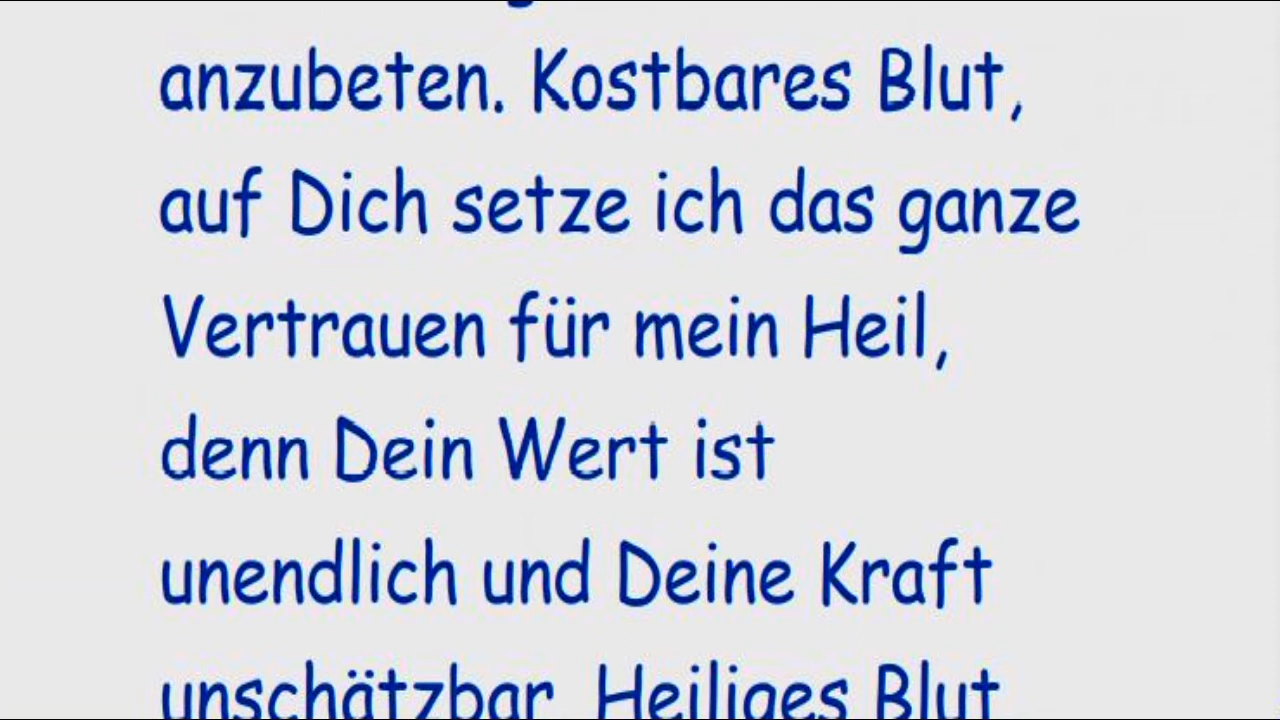 anzubeten. Kostbares Blut,
auf Dich setze ich das ganze
Vertrauen für mein Heil,
denn Dein Wert ist
unendlich und Deine Kraft
unschätzbar Heiliges Blut